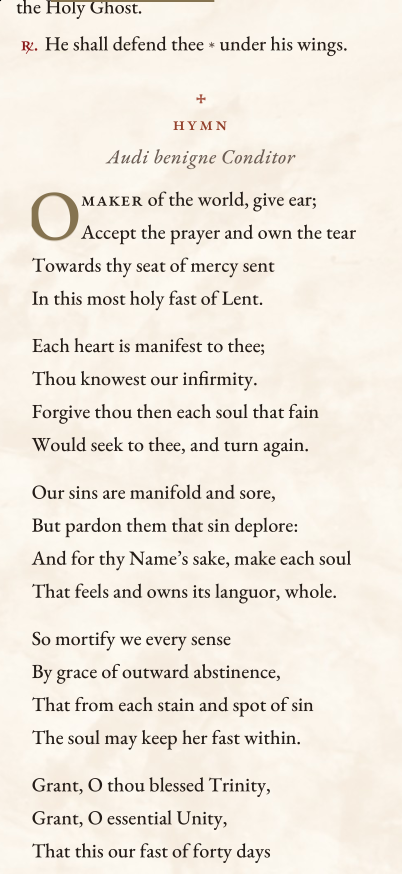 the Holy Ghost.
℟. He shall defend thee * under his wings.
✢
HYMN
Audi benigne Conditor
O MAKER of the world, give ear;
Accept the prayer and own the tear
Towards thy seat of mercy sent
In this most holy fast of Lent.
Each heart is manifest to thee;
Thou knowest our infirmity.
Forgive thou then each soul that fain
Would seek to thee, and turn again.
Our sins are manifold and sore,
But pardon them that sin deplore:
And for thy Name’s sake, make each soul
That feels and owns its languor, whole.
So mortify we every sense
By grace of outward abstinence,
That from each stain and spot of sin
The soul may keep her fast within.
Grant, O thou blessed Trinity,
Grant, O essential Unity,
That this our fast of forty days